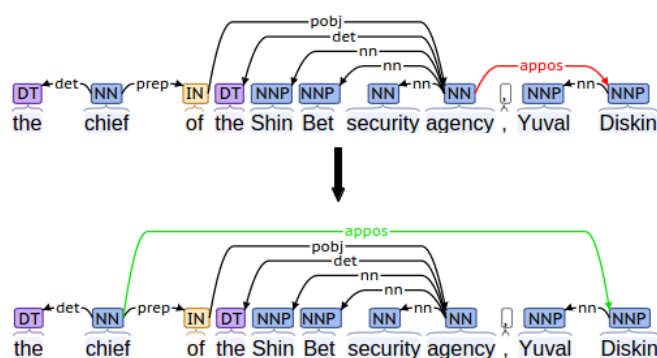 pobj
det
nn
nn appos
DT det NN prep IN DT NNP NNP NN nn NN , NNP nn NNP
the chief of the Shin Bet security agency , Yuval Diskin
appos
pobj
det
nn
nn
DT det NN prep IN DT NNP NNP NN nn NN , NNP nn NNP
the chief of the Shin Bet security agency , Yuval Diskin